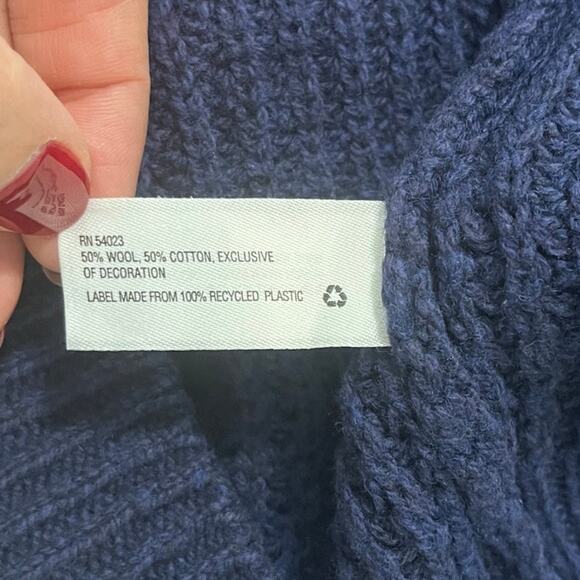 RN 54023
50% WOOL, 50% COTTON, EXCLUSIVE
OF DECORATION
LABEL MADE FROM 100% RECYCLED PLASTIC